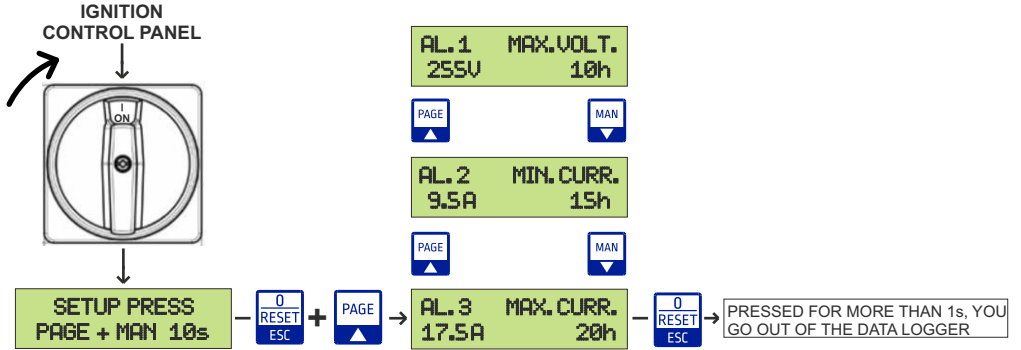 IGNITION
CONTROL PANEL
I
ON
SETUP PRESS
PAGE + MAN 10s
0
RESET
ESC
+
PAGE
AL.1 MAX.VOLT.
255V 10h
PAGE
MAN
AL.2 MIN.CURR.
9.5A 15h
PAGE
MAN
AL.3 MAX.CURR.
17.5A 20h
0
RESET
ESC
PRESSED FOR MORE THAN 1s, YOU
GO OUT OF THE DATA LOGGER